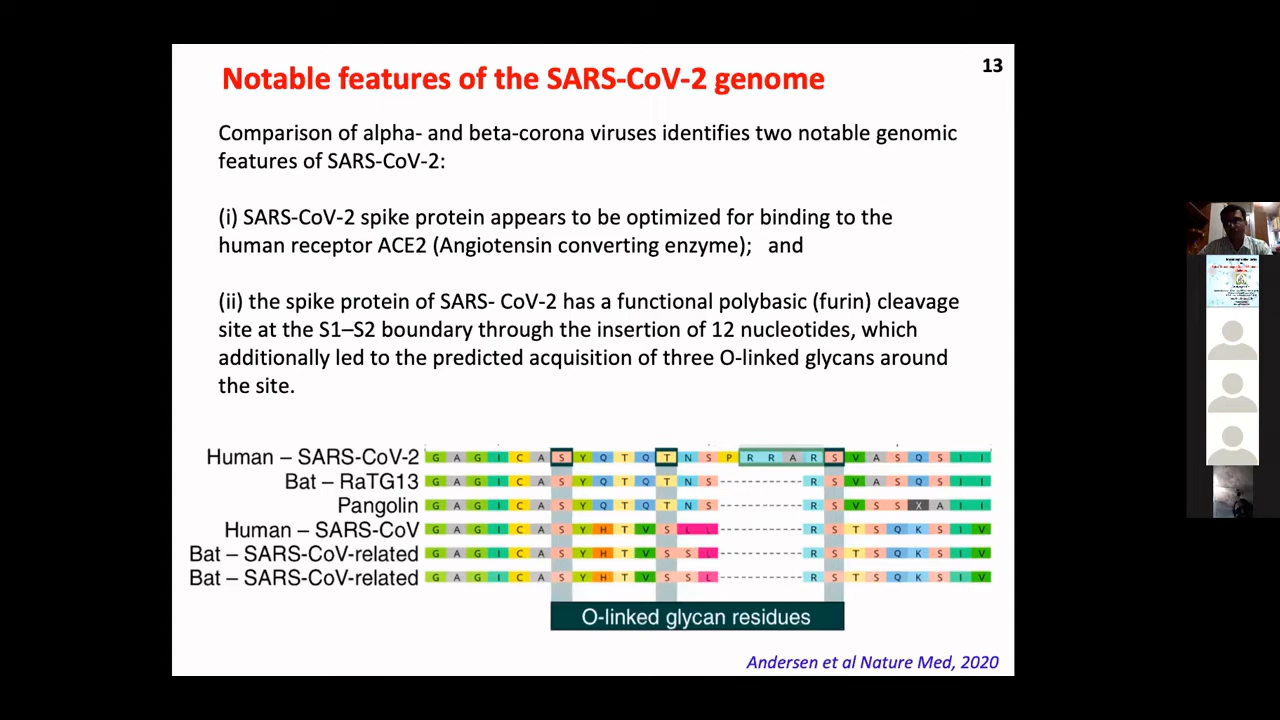 13
Notable features of the SARS-CoV-2 genome
Comparison of alpha- and beta-corona viruses identifies two notable genomic
features of SARS-CoV-2:
(i) SARS-CoV-2 spike protein appears to be optimized for binding to the
human receptor ACE2 (Angiotensin converting enzyme); and
(ii) the spike protein of SARS- CoV-2 has a functional polybasic (furin) cleavage
site at the S1–S2 boundary through the insertion of 12 nucleotides, which
additionally led to the predicted acquisition of three O-linked glycans around
the site.
Human – SARS-CoV-2 G A G I C A S Y Q T Q T N S P R R A R S V A S Q S I I
Bat – RaTG13 G A G I C A S Y Q T Q T N S - - - - R S V A S Q S I I
Pangolin G A G I C A S Y Q T Q T N S - - - - R S V S S X A I I
Human – SARS-CoV G A G I C A S Y H T V S L L - - - - R S T S Q K S I V
Bat – SARS-CoV-related G A G I C A S Y H T V S S L - - - - R S T S Q K S I V
Bat – SARS-CoV-related G A G I C A S Y H T V S S L - - - - R S T S Q K S I V
O-linked glycan residues
Andersen et al Nature Med, 2020